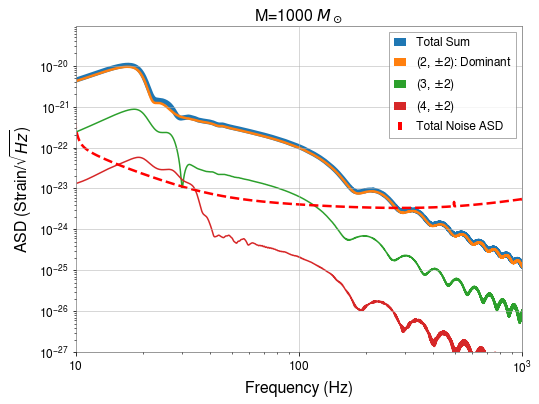 M=1000 M⊙
ASD (Strain/√Hz)
10⁻²⁰
10⁻²¹
10⁻²²
10⁻²³
10⁻²⁴
10⁻²⁵
10⁻²⁶
10⁻²⁷
Total Sum
(2, ±2): Dominant
(3, ±2)
(4, ±2)
Total Noise ASD
10 100 10³
Frequency (Hz)